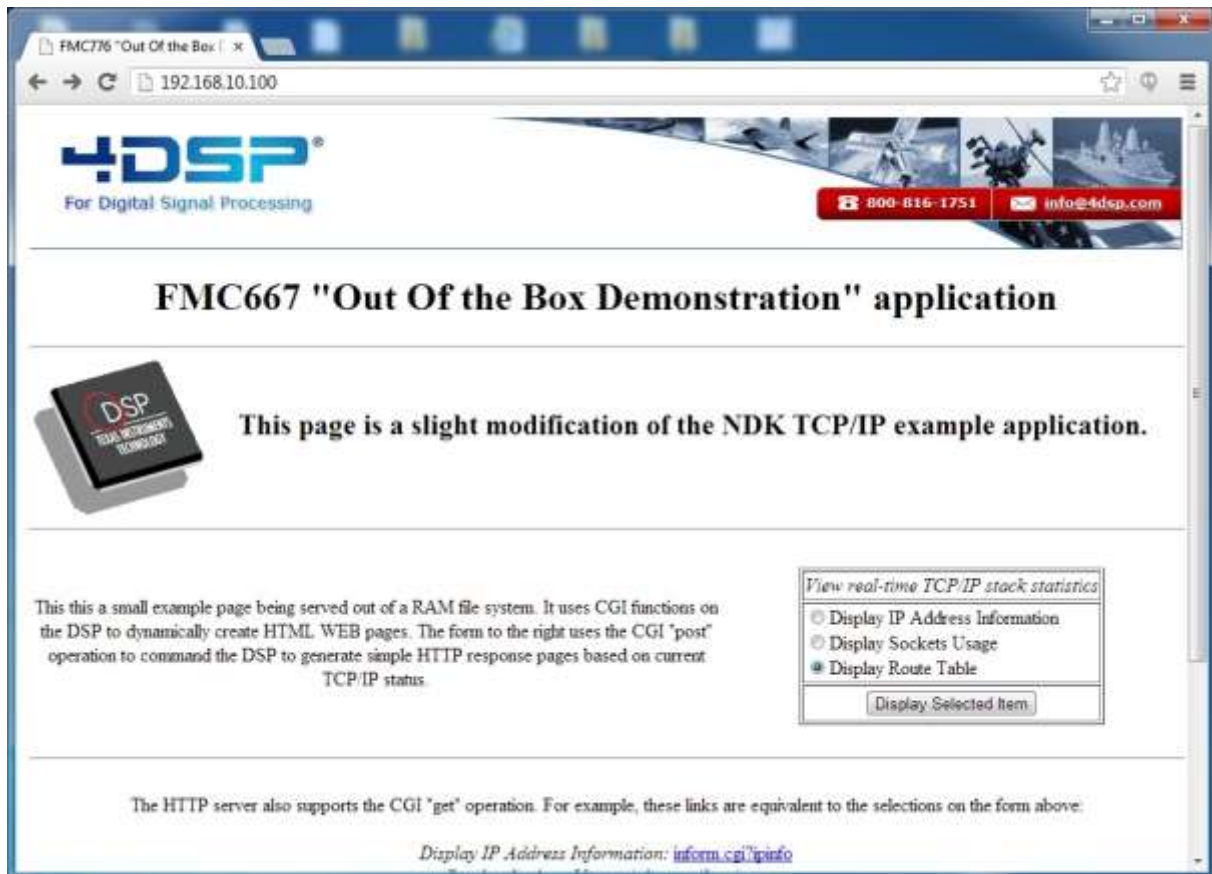 FMC776 "Out Of the Box
192.168.10.100
4DSP®
For Digital Signal Processing
800-816-1751
info@4dsp.com
FMC667 "Out Of the Box Demonstration" application
DSP
TEXAS INSTRUMENTS
TECHNOLOGY
This page is a slight modification of the NDK TCP/IP example application.
This this a small example page being served out of a RAM file system. It uses CGI functions on
the DSP to dynamically create HTML WEB pages. The form to the right uses the CGI "post"
operation to command the DSP to generate simple HTTP response pages based on current
TCP/IP status.
View real-time TCP/IP stack statistics
Display IP Address Information
Display Sockets Usage
Display Route Table
Display Selected Item
The HTTP server also supports the CGI "get" operation. For example, these links are equivalent to the selections on the form above:
Display IP Address Information: inform.cgi?ipinfo